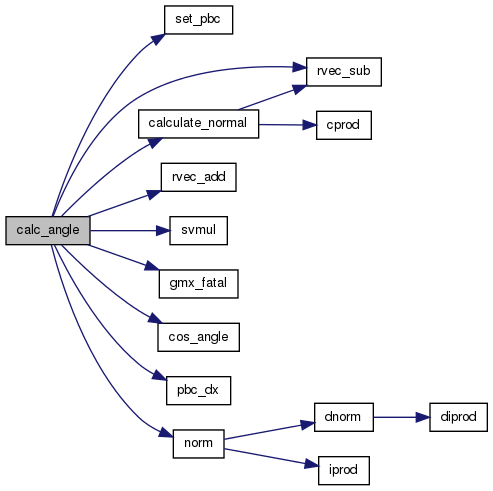 set_pbc
rvec_sub
calculate_normal
cprod
rvec_add
calc_angle
svmul
gmx_fatal
cos_angle
pbc_dx
dnorm
diprod
norm
iprod